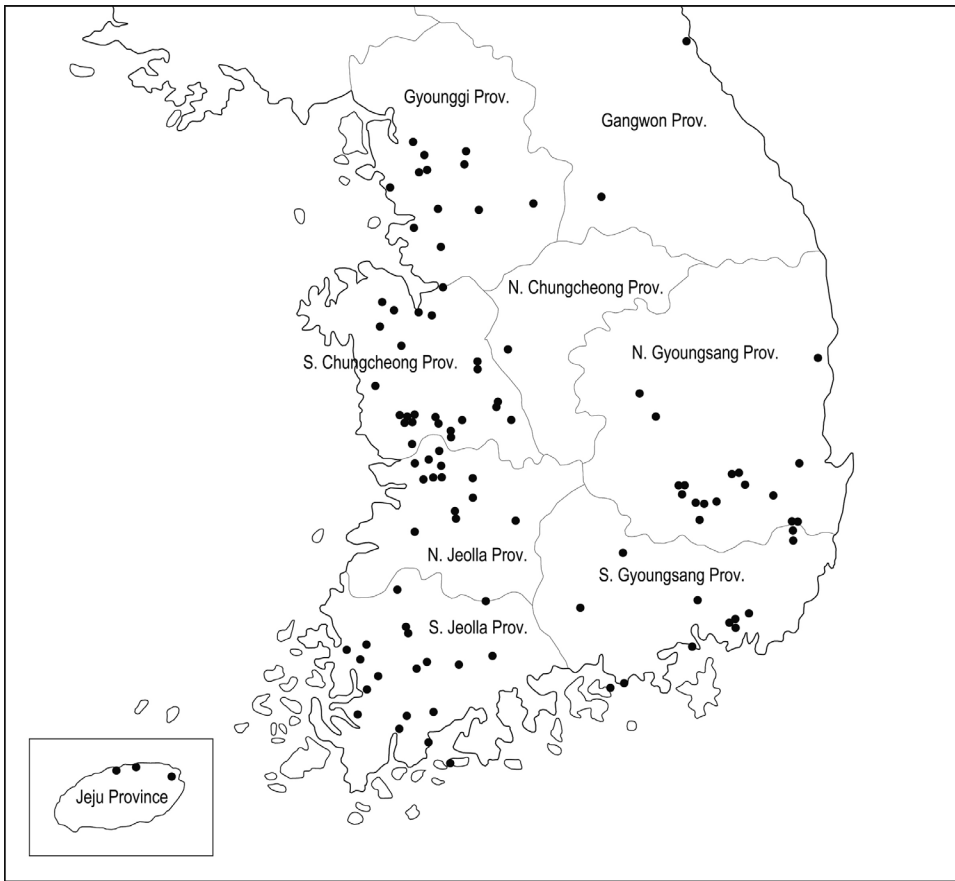 Gyounggi Prov.
Gangwon Prov.
N. Chungcheong Prov.
N. Gyoungsang Prov.
S. Chungcheong Prov.
N. Jeolla Prov.
S. Gyoungsang Prov.
S. Jeolla Prov.
Jeju Province